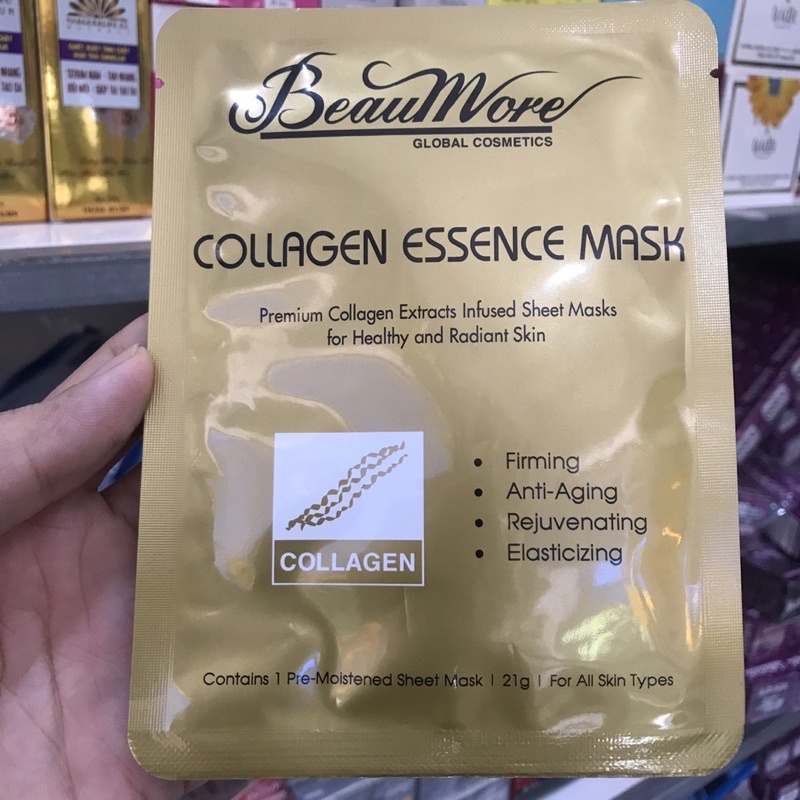 BeauMore
GLOBAL COSMETICS
COLLAGEN ESSENCE MASK
Premium Collagen Extracts Infused Sheet Masks
for Healthy and Radiant Skin
COLLAGEN
• Firming
• Anti-Aging
• Rejuvenating
• Elasticizing
Contains 1 Pre-Moistened Sheet Mask | 21g | For All Skin Types